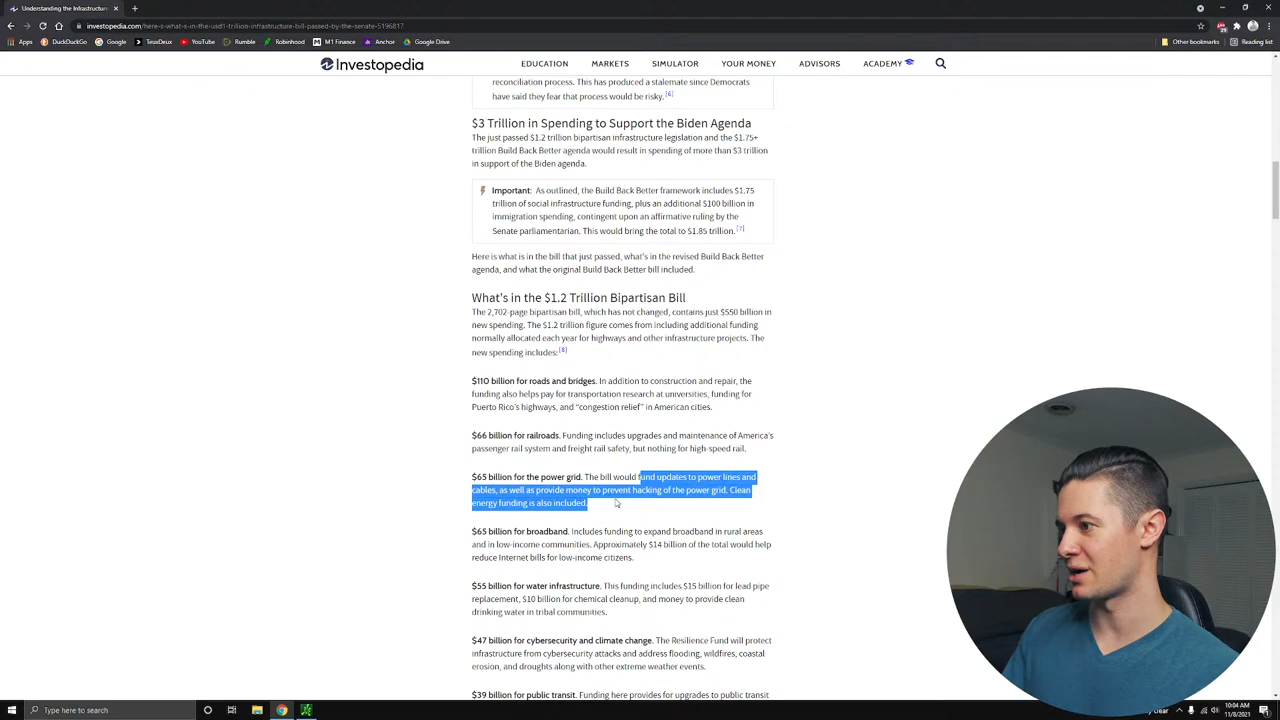 Understanding the Infrastructure
investopedia.com/here-s-what-s-in-the-usd1-trillion-infrastructure-bill-passed-by-the-senate-5196817
Apps DuckDuckGo Google TeuxDeux YouTube Rumble Robinhood M1 Finance Anchor Google Drive Other bookmarks Reading list
Investopedia EDUCATION MARKETS SIMULATOR YOUR MONEY ADVISORS ACADEMY
reconciliation process. This has produced a stalemate since Democrats
have said they fear that process would be risky. [6]
$3 Trillion in Spending to Support the Biden Agenda
The just passed $1.2 trillion bipartisan infrastructure legislation and the $1.75+
trillion Build Back Better agenda would result in spending of more than $3 trillion
in support of the Biden agenda.
Important: As outlined, the Build Back Better framework includes $1.75
trillion of social infrastructure funding, plus an additional $100 billion in
immigration spending, contingent upon an affirmative ruling by the
Senate parliamentarian. This would bring the total to $1.85 trillion. [7]
Here is what is in the bill that just passed, what's in the revised Build Back Better
agenda, and what the original Build Back Better bill included.
What's in the $1.2 Trillion Bipartisan Bill
The 2,702-page bipartisan bill, which has not changed, contains just $550 billion in
new spending. The $1.2 trillion figure comes from including additional funding
normally allocated each year for highways and other infrastructure projects. The
new spending includes: [8]
$110 billion for roads and bridges. In addition to construction and repair, the
funding also helps pay for transportation research at universities, funding for
Puerto Rico's highways, and “congestion relief” in American cities.
$66 billion for railroads. Funding includes upgrades and maintenance of America's
passenger rail system and freight rail safety, but nothing for high-speed rail.
$65 billion for the power grid. The bill would fund updates to power lines and
cables, as well as provide money to prevent hacking of the power grid. Clean
energy funding is also included.
$65 billion for broadband. Includes funding to expand broadband in rural areas
and in low-income communities. Approximately $14 billion of the total would help
reduce Internet bills for low-income citizens.
$55 billion for water infrastructure. This funding includes $15 billion for lead pipe
replacement, $10 billion for chemical cleanup, and money to provide clean
drinking water in tribal communities.
$47 billion for cybersecurity and climate change. The Resilience Fund will protect
infrastructure from cybersecurity attacks and address flooding, wildfires, coastal
erosion, and droughts along with other extreme weather events.
$39 billion for public transit. Funding here provides for upgrades to public transit
Type here to search
clear
10:04 AM
11/8/2021